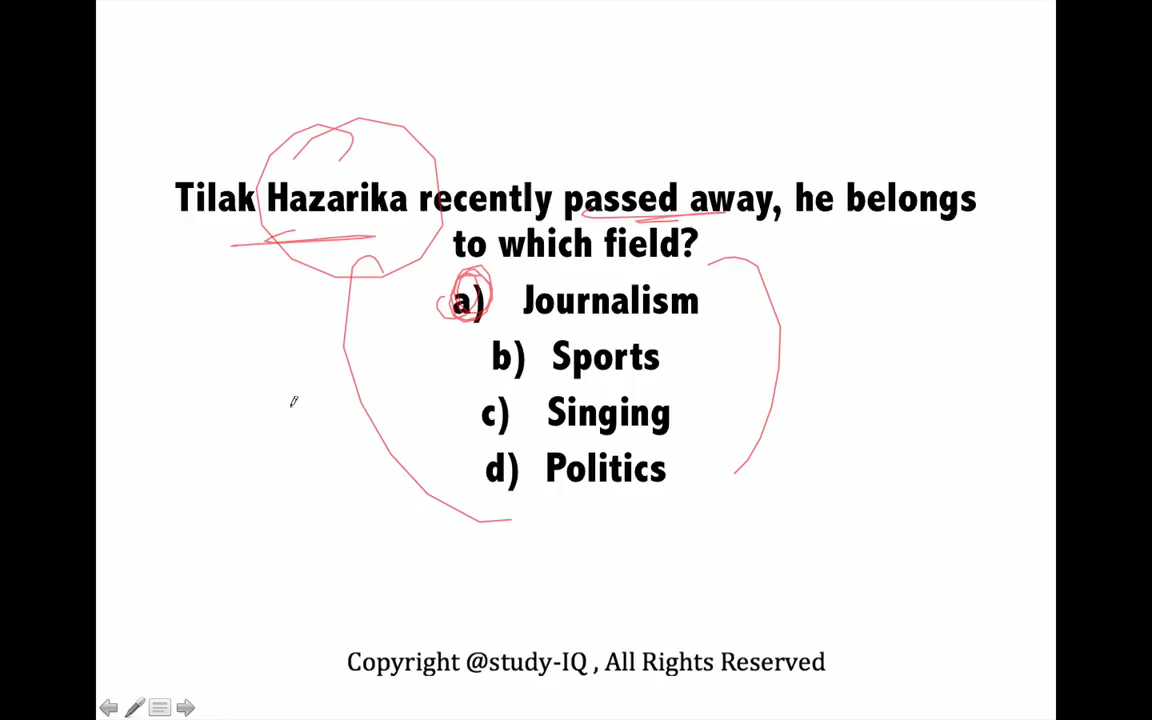 Tilak Hazarika recently passed away, he belongs
to which field?
a) Journalism
b) Sports
c) Singing
d) Politics
Copyright @study-IQ , All Rights Reserved